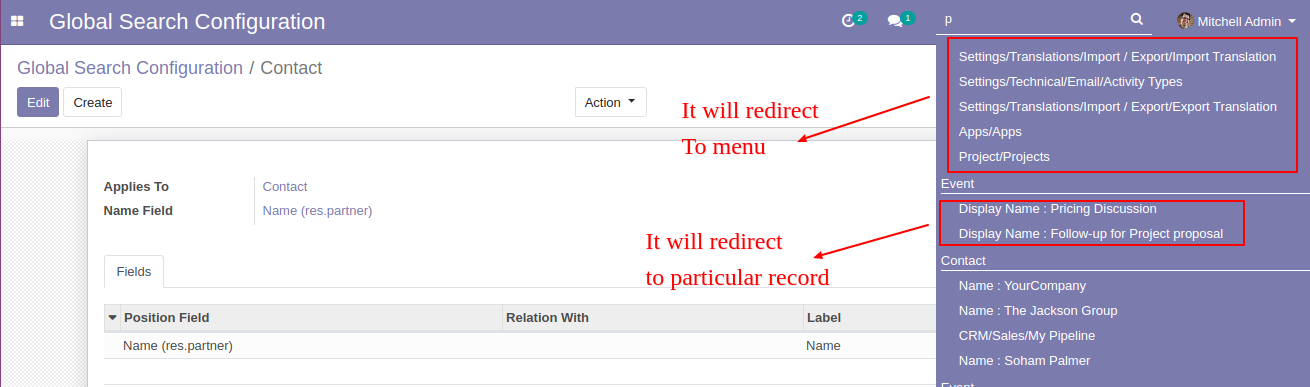 Global Search Configuration
2
1
p
Mitchell Admin
Global Search Configuration / Contact
Edit
Create
Action
Applies To
Contact
Name Field
Name (res.partner)
Fields
Position Field
Relation With
Label
Name (res.partner)
Name
It will redirect
To menu
It will redirect
to particular record
Settings/Translations/Import / Export/Import Translation
Settings/Technical/Email/Activity Types
Settings/Translations/Import / Export/Export Translation
Apps/Apps
Project/Projects
Event
Display Name : Pricing Discussion
Display Name : Follow-up for Project proposal
Contact
Name : YourCompany
Name : The Jackson Group
CRM/Sales/My Pipeline
Name : Soham Palmer
Event